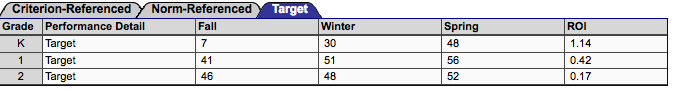 Criterion-Referenced Norm-Referenced Target
Grade Performance Detail Fall Winter Spring ROI
K Target 7 30 48 1.14
1 Target 41 51 56 0.42
2 Target 46 48 52 0.17